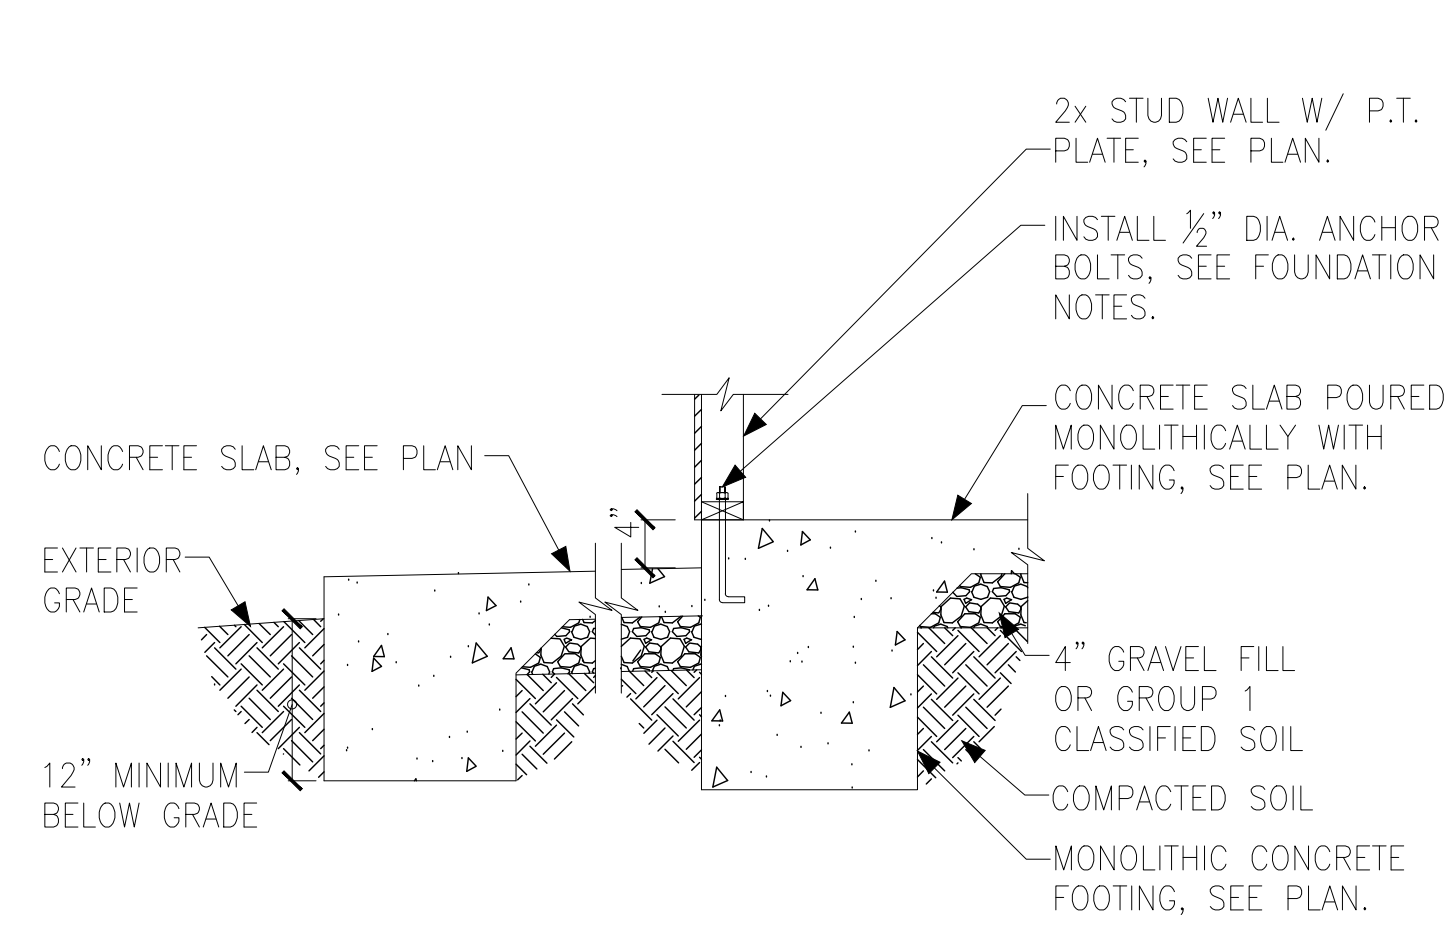 2x STUD WALL W/ P.T.
PLATE, SEE PLAN.
INSTALL ½" DIA. ANCHOR
BOLTS, SEE FOUNDATION
NOTES.
CONCRETE SLAB POURED
MONOLITHICALLY WITH
FOOTING, SEE PLAN.
CONCRETE SLAB, SEE PLAN
4"
EXTERIOR
GRADE
4" GRAVEL FILL
OR GROUP 1
CLASSIFIED SOIL
12" MINIMUM
BELOW GRADE
COMPACTED SOIL
MONOLITHIC CONCRETE
FOOTING, SEE PLAN.